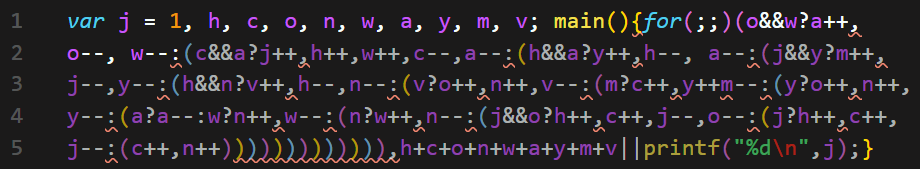 1 var j = 1, h, c, o, n, w, a, y, m, v; main(){for(;;)(o&&w?a++,
2 o--, w--:(c&&a?j++,h++,w++,c--,a--:(h&&a?y++,h--, a--:(j&&y?m++,
3 j--,y--:(h&&n?v++,h--,n--:(v?o++,n++,v--:(m?c++,y++m--:(y?o++,n++,
4 y--:(a?a--:w?n++,w--:(n?w++,n--:(j&&o?h++,c++,j--,o--:(j?h++,c++,
5 j--:(c++,n++)))))))))))))),h+c+o+n+w+a+y+m+v||printf("%d\n",j);}